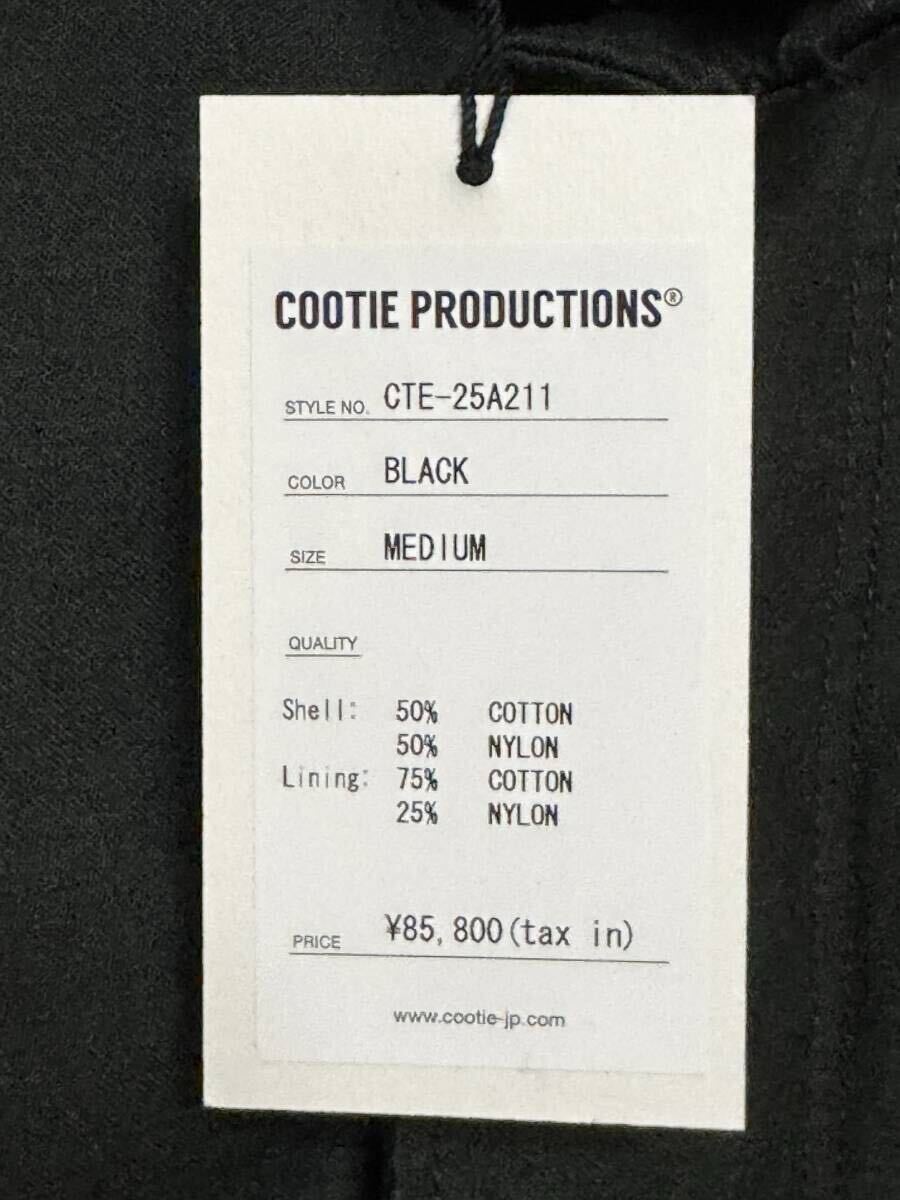 COOTIE PRODUCTIONS®
STYLE NO. CTE-25A211
COLOR BLACK
SIZE MEDIUM
QUALITY
Shell: 50% COTTON
50% NYLON
Lining: 75% COTTON
25% NYLON
PRICE ¥85,800(tax in)
www.cootie-jp.com